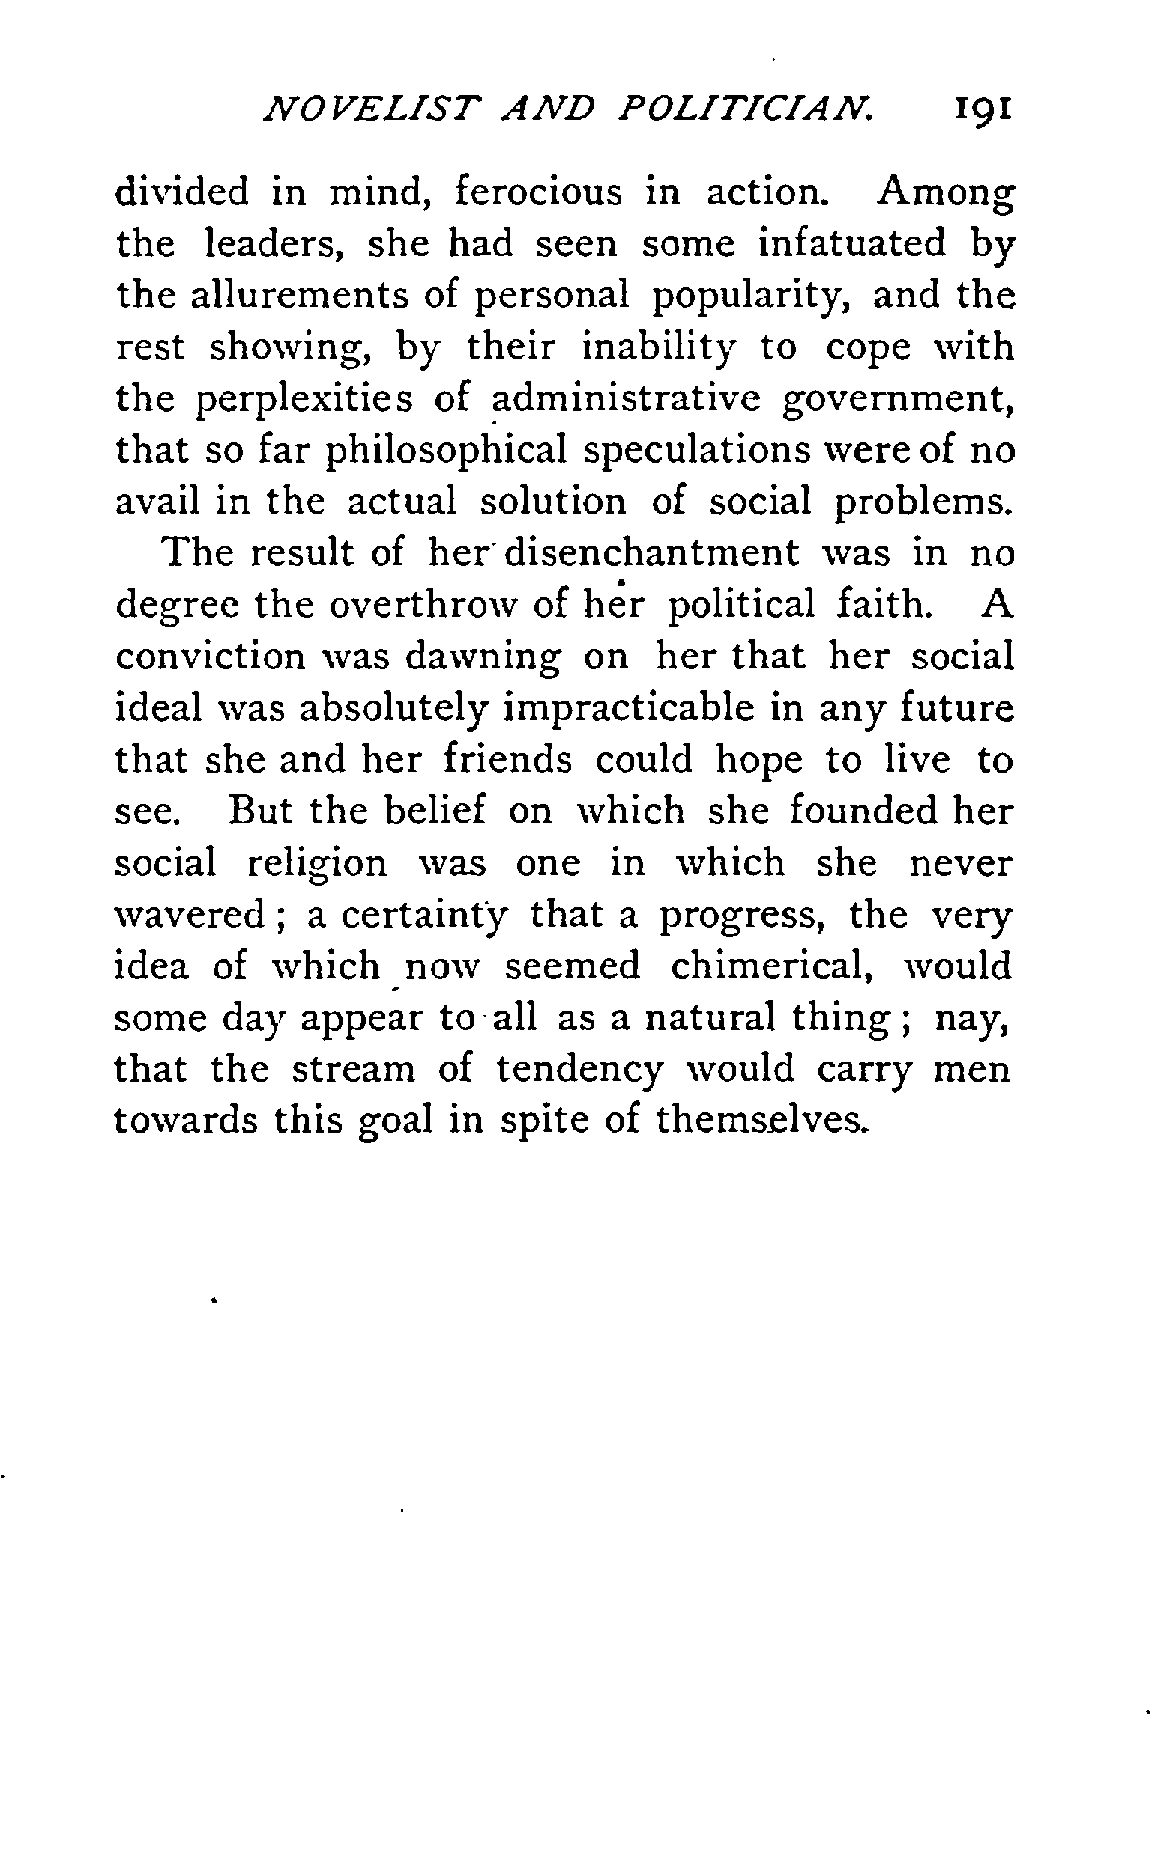 NOVELIST AND POLITICIAN. 191
divided in mind, ferocious in action. Among
the leaders, she had seen some infatuated by
the allurements of personal popularity, and the
rest showing, by their inability to cope with
the perplexities of administrative government,
that so far philosophical speculations were of no
avail in the actual solution of social problems.
The result of her disenchantment was in no
degree the overthrow of her political faith. A
conviction was dawning on her that her social
ideal was absolutely impracticable in any future
that she and her friends could hope to live to
see. But the belief on which she founded her
social religion was one in which she never
wavered ; a certainty that a progress, the very
idea of which now seemed chimerical, would
some day appear to all as a natural thing ; nay,
that the stream of tendency would carry men
towards this goal in spite of themselves.